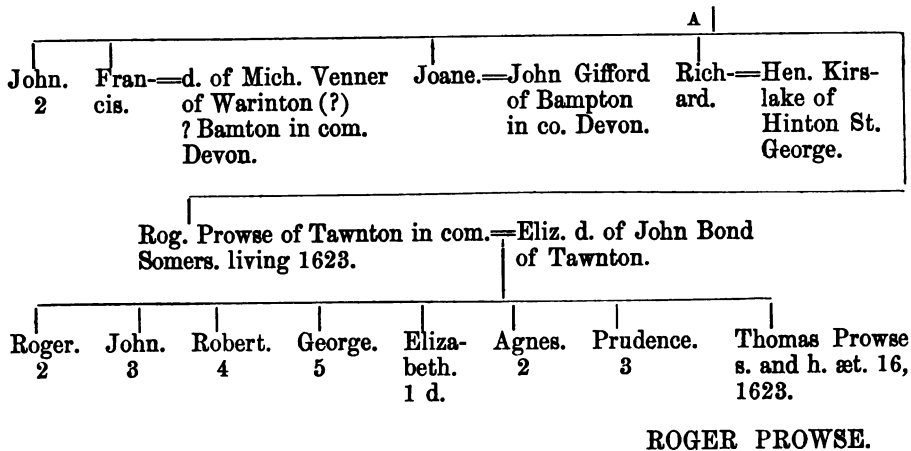 A
John.
2
Fran-
cis.
d. of Mich. Venner
of Warinton (?)
? Bamton in com.
Devon.
Joane.
John Gifford
of Bampton
in co. Devon.
Rich-
ard.
Hen. Kirs-
lake of
Hinton St.
George.
Rog. Prowse of Tawnton in com.
Somers. living 1623.
Eliz. d. of John Bond
of Tawnton.
Roger.
2
John.
3
Robert.
4
George.
5
Eliza-
beth.
1 d.
Agnes.
2
Prudence.
3
Thomas Prowse
s. and h. æt. 16,
1623.
ROGER PROWSE.